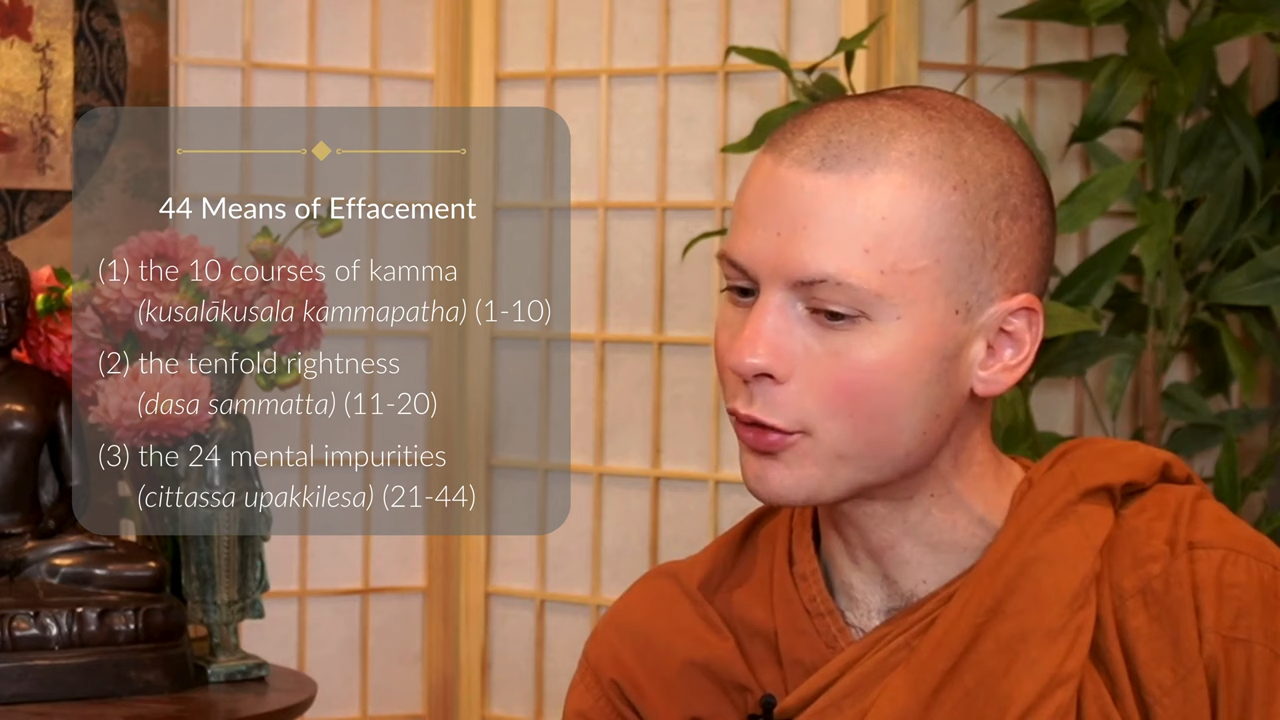 44 Means of Effacement
(1) the 10 courses of kamma
(kusalākusala kammapatha) (1-10)
(2) the tenfold rightness
(dasa sammatta) (11-20)
(3) the 24 mental impurities
(cittassa upakkilesa) (21-44)